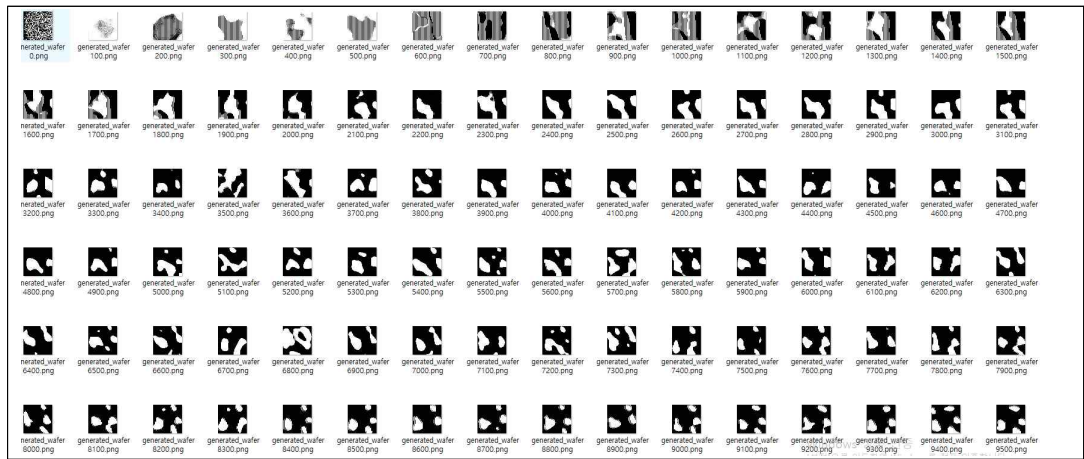 nerated_wafer generated_wafer generated_wafer generated_wafer generated_wafer generated_wafer generated_wafer generated_wafer generated_wafer generated_wafer generated_wafer generated_wafer generated_wafer generated_wafer generated_wafer generated_wafer
0.png 100.png 200.png 300.png 400.png 500.png 600.png 700.png 800.png 900.png 1000.png 1100.png 1200.png 1300.png 1400.png 1500.png
nerated_wafer generated_wafer generated_wafer generated_wafer generated_wafer generated_wafer generated_wafer generated_wafer generated_wafer generated_wafer generated_wafer generated_wafer generated_wafer generated_wafer generated_wafer generated_wafer
1600.png 1700.png 1800.png 1900.png 2000.png 2100.png 2200.png 2300.png 2400.png 2500.png 2600.png 2700.png 2800.png 2900.png 3000.png 3100.png
nerated_wafer generated_wafer generated_wafer generated_wafer generated_wafer generated_wafer generated_wafer generated_wafer generated_wafer generated_wafer generated_wafer generated_wafer generated_wafer generated_wafer generated_wafer generated_wafer
3200.png 3300.png 3400.png 3500.png 3600.png 3700.png 3800.png 3900.png 4000.png 4100.png 4200.png 4300.png 4400.png 4500.png 4600.png 4700.png
nerated_wafer generated_wafer generated_wafer generated_wafer generated_wafer generated_wafer generated_wafer generated_wafer generated_wafer generated_wafer generated_wafer generated_wafer generated_wafer generated_wafer generated_wafer generated_wafer
4800.png 4900.png 5000.png 5100.png 5200.png 5300.png 5400.png 5500.png 5600.png 5700.png 5800.png 5900.png 6000.png 6100.png 6200.png 6300.png
nerated_wafer generated_wafer generated_wafer generated_wafer generated_wafer generated_wafer generated_wafer generated_wafer generated_wafer generated_wafer generated_wafer generated_wafer generated_wafer generated_wafer generated_wafer generated_wafer
6400.png 6500.png 6600.png 6700.png 6800.png 6900.png 7000.png 7100.png 7200.png 7300.png 7400.png 7500.png 7600.png 7700.png 7800.png 7900.png
nerated_wafer generated_wafer generated_wafer generated_wafer generated_wafer generated_wafer generated_wafer generated_wafer generated_wafer generated_wafer generated_wafer generated_wafer generated_wafer generated_wafer generated_wafer generated_wafer
8000.png 8100.png 8200.png 8300.png 8400.png 8500.png 8600.png 8700.png 8800.png 8900.png 9000.png 9100.png 9200.png 9300.png 9400.png 9500.png